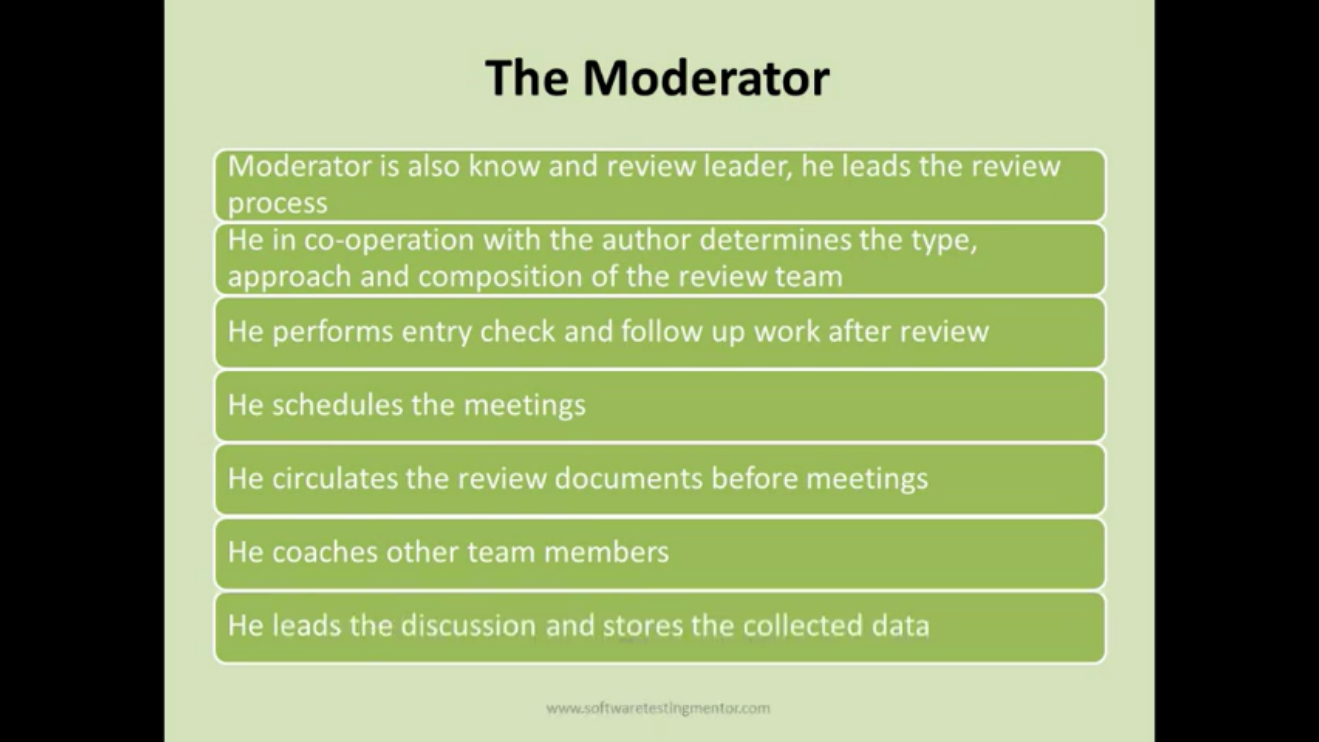 The Moderator
Moderator is also know and review leader, he leads the review
process
He in co-operation with the author determines the type,
approach and composition of the review team
He performs entry check and follow up work after review
He schedules the meetings
He circulates the review documents before meetings
He coaches other team members
He leads the discussion and stores the collected data
www.softwaretestingmentor.com